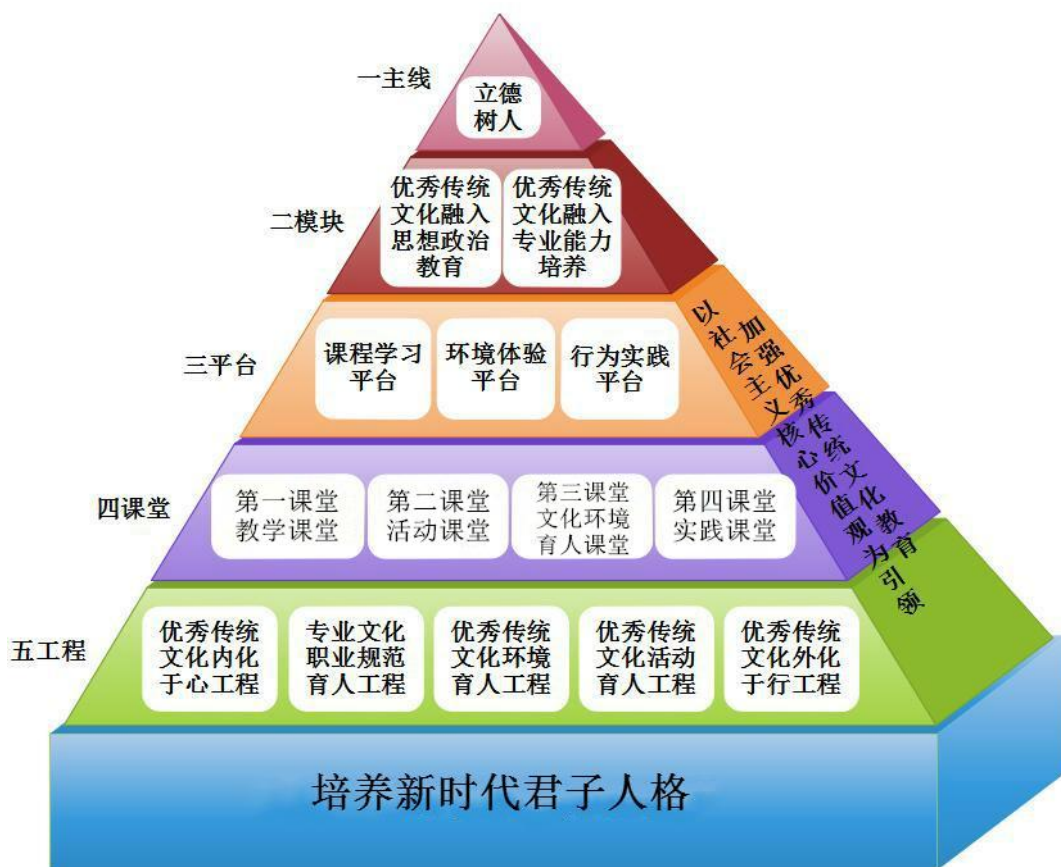 一主线
立德
树人
二模块
优秀传统
文化融入
思想政治
教育
优秀传统
文化融入
专业能力
培养
三平台
课程学习
平台
环境体验
平台
行为实践
平台
四课堂
第一课堂
教学课堂
第二课堂
活动课堂
第三课堂
文化环境
育人课堂
第四课堂
实践课堂
五工程
优秀传统
文化内化
于心工程
专业文化
职业规范
育人工程
优秀传统
文化环境
育人工程
优秀传统
文化活动
育人工程
优秀传统
文化外化
于行工程
以社会主义核心价值观为引领
加强优秀传统文化教育
培养新时代君子人格